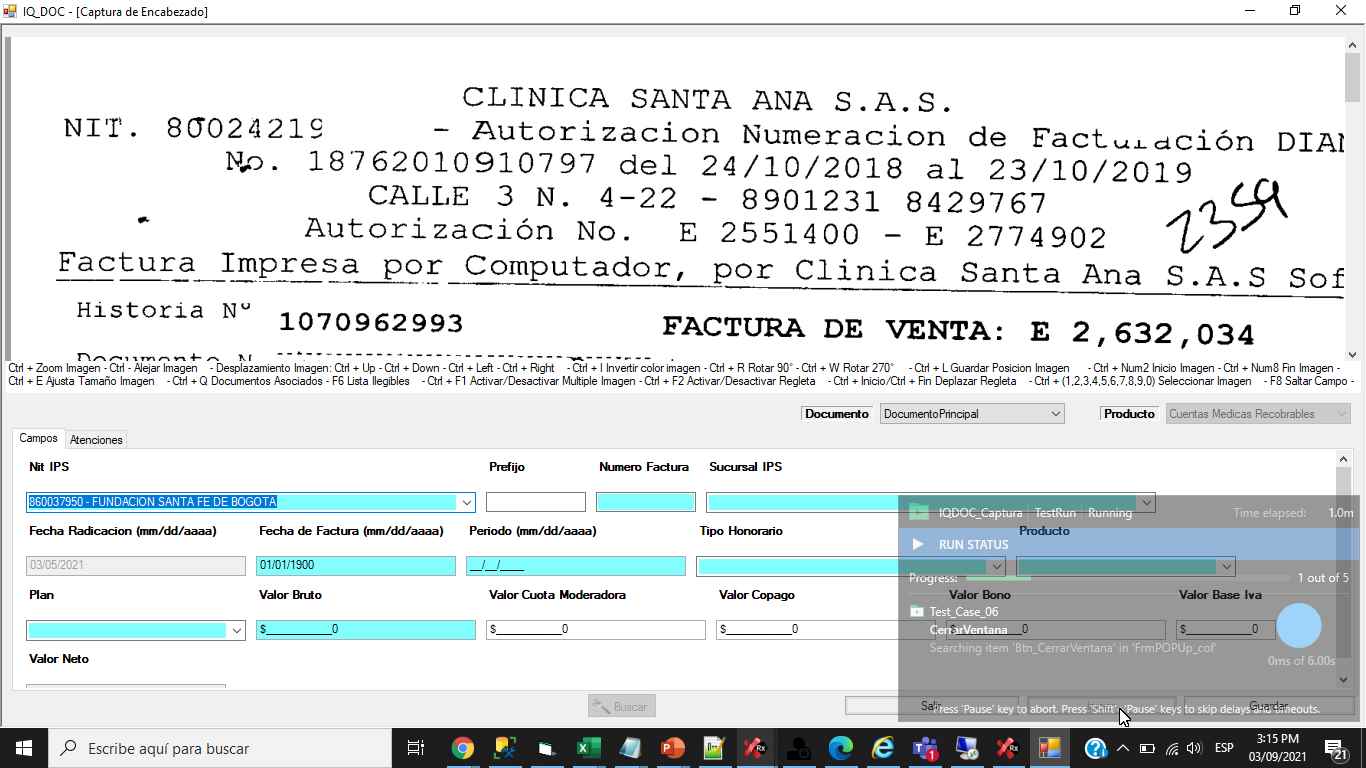 IQ_DOC - [Captura de Encabezado]
CLINICA SANTA ANA S.A.S.
NIT. 80024219 - Autorizacion Numeracion de Facturación DIAN
No. 18762010910797 del 24/10/2018 al 23/10/2019
CALLE 3 N. 4-22 - 8901231 8429767
2359
Autorización No. E 2551400 - E 2774902
Factura Impresa por Computador, por Clinica Santa Ana S.A.S Sof
Historia Nº 1070962993 FACTURA DE VENTA: E 2,632,034
Documento N
Ctrl + Zoom Imagen - Ctrl - Alejar Imagen - Desplazamiento Imagen: Ctrl + Up - Ctrl + Down - Ctrl + Left - Ctrl + Right - Ctrl + I Invertir color imagen - Ctrl + R Rotar 90° - Ctrl + W Rotar 270° - Ctrl + L Guardar Posicion Imagen - Ctrl + Num2 Inicio Imagen - Ctrl + Num8 Fin Imagen -
Ctrl + E Ajusta Tamaño Imagen - Ctrl + Q Documentos Asociados - F6 Lista Ilegibles - Ctrl + F1 Activar/Desactivar Multiple Imagen - Ctrl + F2 Activar/Desactivar Regleta - Ctrl + Inicio/Ctrl + Fin Deplazar Regleta - Ctrl + (1,2,3,4,5,6,7,8,9,0) Seleccionar Imagen - F8 Saltar Campo -
Documento DocumentoPrincipal Producto Cuentas Medicas Recobrables
Campos Atenciones
Nit IPS Prefijo Numero Factura Sucursal IPS
860037950 - FUNDACION SANTA FE DE BOGOTA
IQDOC_Captura TestRun Running Time elapsed: 1.0m
Fecha Radicacion (mm/dd/aaaa) Fecha de Factura (mm/dd/aaaa) Periodo (mm/dd/aaaa) Tipo Honorario Producto
RUN STATUS
03/05/2021 01/01/1900 __/__/____
Progress: 1 out of 5
Plan Valor Bruto Valor Cuota Moderadora Valor Copago Valor Bono Valor Base Iva
Test_Case_06
$__________0 $__________0 $__________0 $__________0 $__________0
CerrarVentana
Searching item 'Btn_CerrarVentana' in 'FrmPOPUp_cof'
Valor Neto
0ms of 6.00s
Buscar Salir Guardar
Press 'Pause' key to abort. Press 'Shift'+'Pause' keys to skip delays and timeouts.
Escribe aquí para buscar
ESP
3:15 PM
03/09/2021
1
21